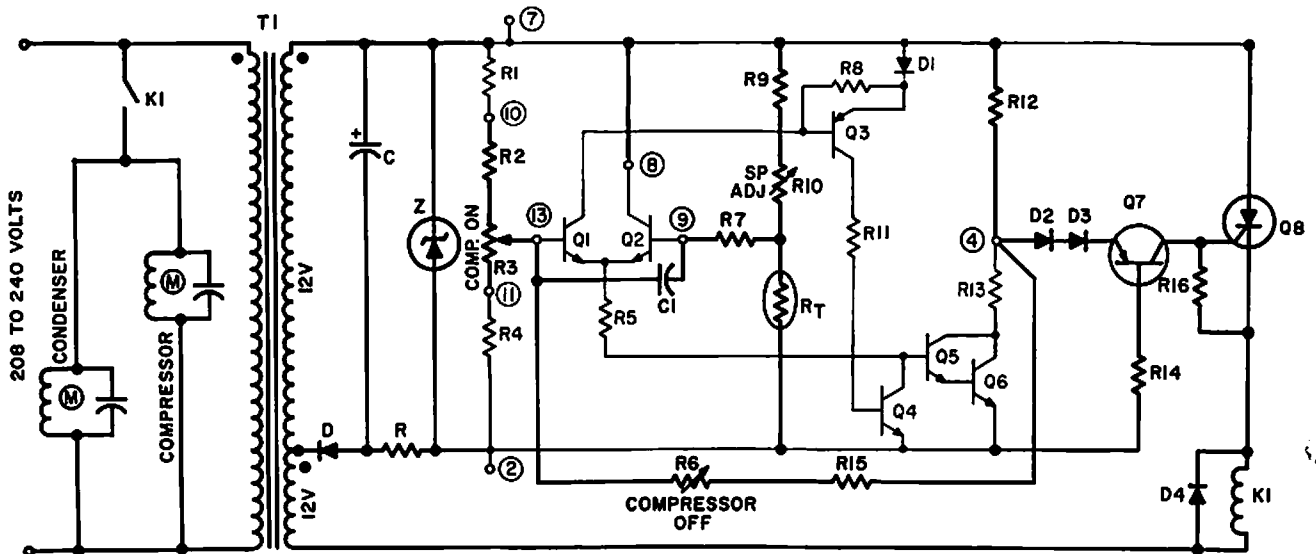 T1
7
K1
208 TO 240 VOLTS
CONDENSER
M
COMPRESSOR
M
12V
12V
+
C
Z
D
R
R1
10
R2
COMP. ON
R3
11
R4
2
13
Q1
Q2
8
9
R5
C1
R7
R9
SP ADJ
R10
RT
R8
D1
Q3
R11
Q4
Q5
Q6
R12
4
R13
D2
D3
Q7
Q8
R16
R14
R6
COMPRESSOR OFF
R15
D4
K1